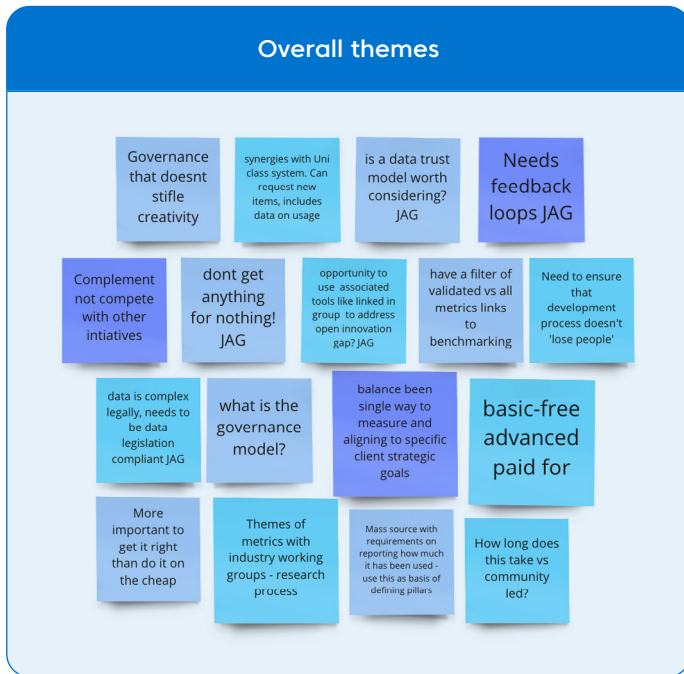 Overall themes
Governance
that doesnt
stifle
creativity
synergies with Uni
class system. Can
request new
items, includes
data on usage
is a data trust
model worth
considering?
JAG
Needs
feedback
loops JAG
Complement
not compete
with other
intiatives
dont get
anything
for nothing!
JAG
opportunity to
use associated
tools like linked in
group to address
open innovation
gap? JAG
have a filter of
validated vs all
metrics links
to
benchmarking
Need to ensure
that
development
process doesn't
'lose people'
data is complex
legally, needs to
be data
legislation
compliant JAG
what is the
governance
model?
balance been
single way to
measure and
aligning to specific
client strategic
goals
basic-free
advanced
paid for
More
important to
get it right
than do it on
the cheap
Themes of
metrics with
industry working
groups - research
process
Mass source with
requirements on
reporting how much
it has been used -
use this as basis of
defining pillars
How long does
this take vs
community
led?